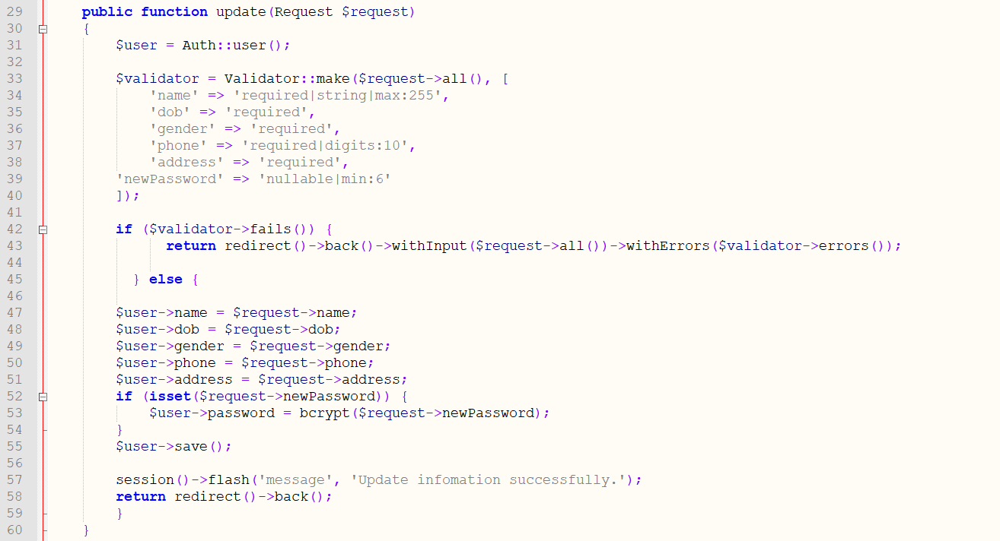 29 public function update(Request $request)
30 {
31 $user = Auth::user();
32
33 $validator = Validator::make($request->all(), [
34 'name' => 'required|string|max:255',
35 'dob' => 'required',
36 'gender' => 'required',
37 'phone' => 'required|digits:10',
38 'address' => 'required',
39 'newPassword' => 'nullable|min:6'
40 ]);
41
42 if ($validator->fails()) {
43 return redirect()->back()->withInput($request->all())->withErrors($validator->errors());
44
45 } else {
46
47 $user->name = $request->name;
48 $user->dob = $request->dob;
49 $user->gender = $request->gender;
50 $user->phone = $request->phone;
51 $user->address = $request->address;
52 if (isset($request->newPassword)) {
53 $user->password = bcrypt($request->newPassword);
54 }
55 $user->save();
56
57 session()->flash('message', 'Update infomation successfully.');
58 return redirect()->back();
59 }
60 }